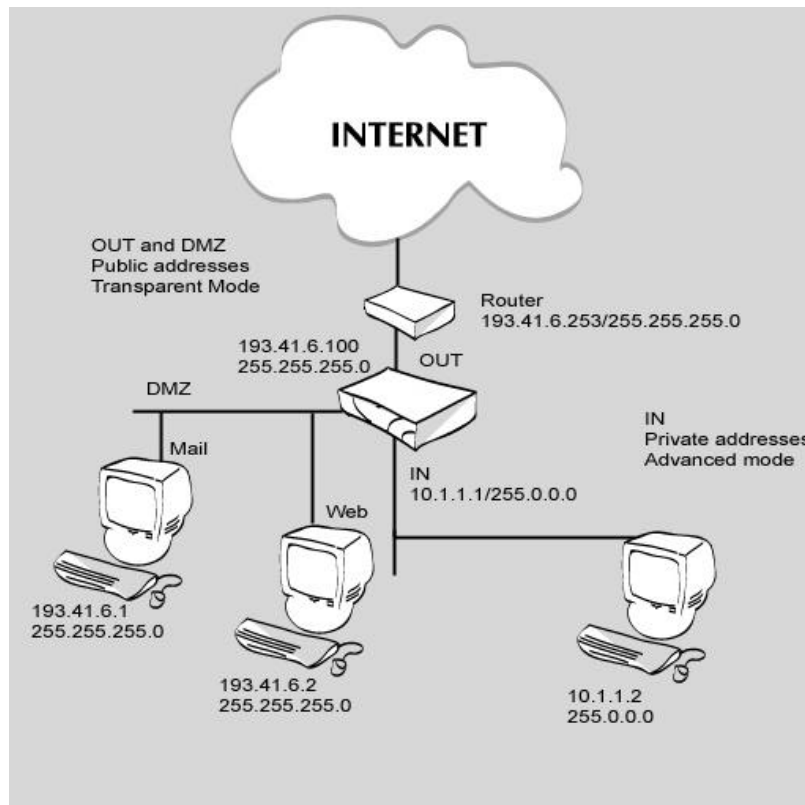 INTERNET
OUT and DMZ
Public addresses
Transparent Mode
Router
193.41.6.253/255.255.255.0
193.41.6.100
255.255.255.0
OUT
DMZ
Mail
IN
Private addresses
Advanced mode
IN
10.1.1.1/255.0.0.0
Web
193.41.6.1
255.255.255.0
193.41.6.2
255.255.255.0
10.1.1.2
255.0.0.0